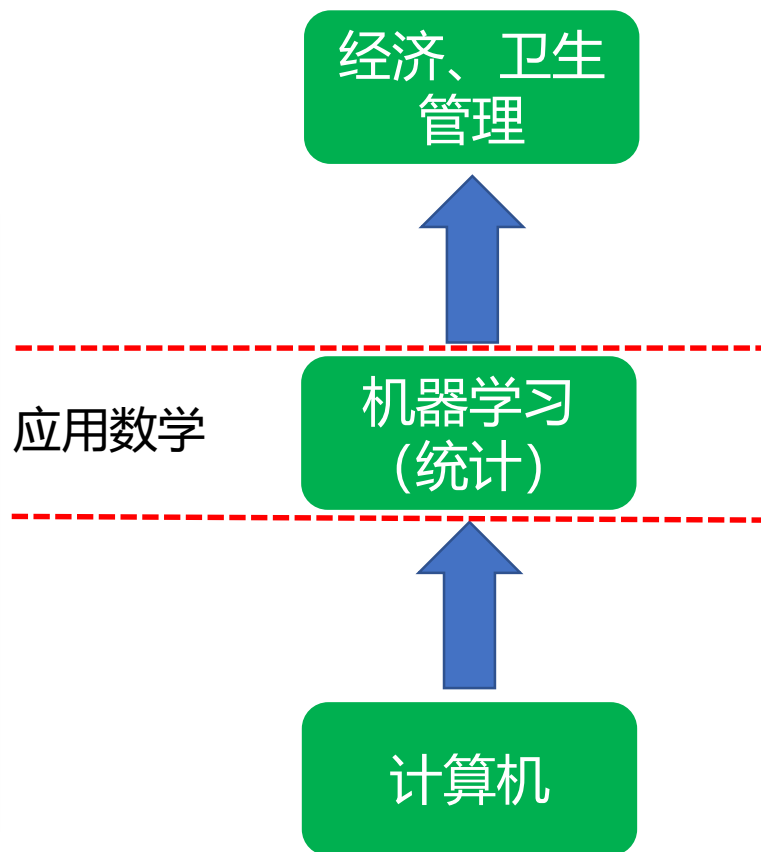 经济、卫生
管理
应用数学
机器学习
（统计）
计算机